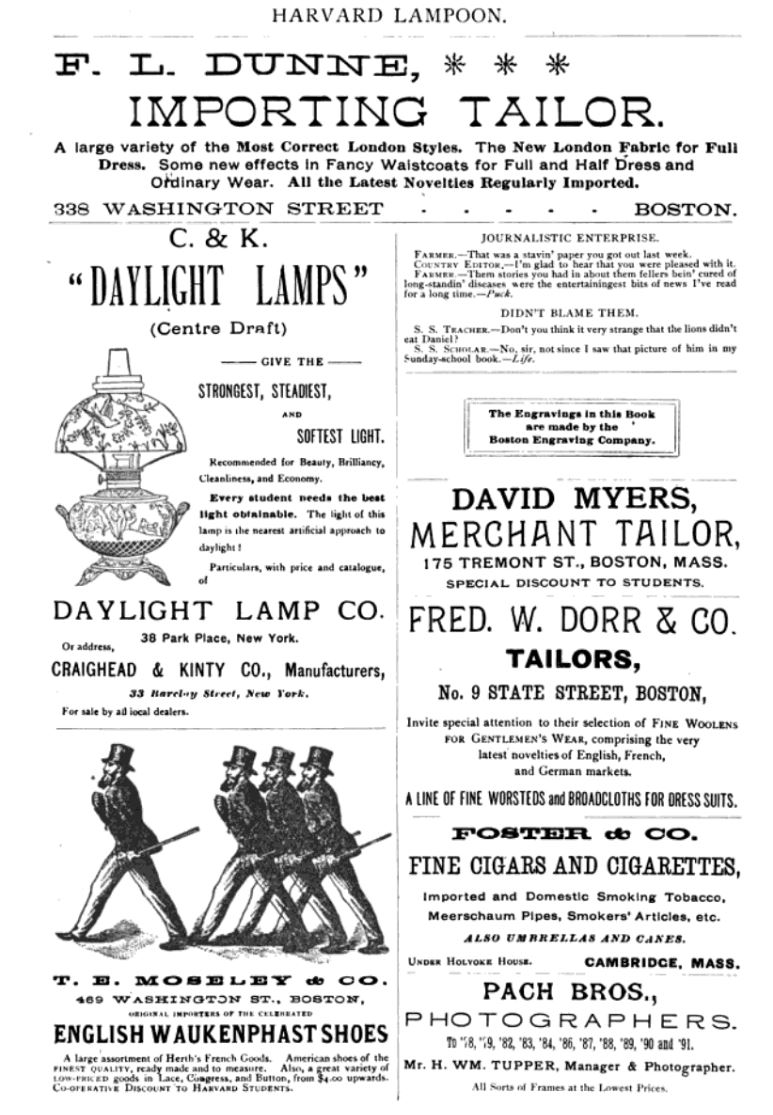 HARVARD LAMPOON.
F. L. DUNNE, * * *
IMPORTING TAILOR.
A large variety of the Most Correct London Styles. The New London Fabric for Full
Dress. Some new effects in Fancy Waistcoats for Full and Half Dress and
Ordinary Wear. All the Latest Novelties Regularly Imported.
338 WASHINGTON STREET - - - - - BOSTON.
C. & K.
"DAYLIGHT LAMPS"
(Centre Draft)
GIVE THE
STRONGEST, STEADIEST,
AND
SOFTEST LIGHT.
Recommended for Beauty, Brilliancy,
Cleanliness, and Economy.
Every student needs the best
light obtainable. The light of this
lamp is the nearest artificial approach to
daylight!
Particulars, with price and catalogue,
of
DAYLIGHT LAMP CO.
38 Park Place, New York.
Or address,
CRAIGHEAD & KINTY CO., Manufacturers,
33 Barclay Street, New York.
For sale by all local dealers.
T. E. MOSELEY & CO.
469 WASHINGTON ST., BOSTON,
ORIGINAL IMPORTERS OF THE CELEBRATED
ENGLISH WAUKENPHAST SHOES
A large assortment of Herth's French Goods. American shoes of the
FINEST QUALITY, ready made and to measure. Also, a great variety of
LOW-PRICED goods in Lace, Congress, and Button, from $4.00 upwards.
CO-OPERATIVE DISCOUNT TO HARVARD STUDENTS.
JOURNALISTIC ENTERPRISE.
FARMER.—That was a stavin' paper you got out last week.
COUNTRY EDITOR.—I'm glad to hear that you were pleased with it.
FARMER.—Them stories you had in about them fellers bein' cured of
long-standin' diseases were the entertainingest bits of news I've read
for a long time.—Puck.
DIDN'T BLAME THEM.
S. S. TEACHER.—Don't you think it very strange that the lions didn't
eat Daniel?
S. S. SCHOLAR.—No, sir, not since I saw that picture of him in my
Sunday-school book.—Life.
The Engravings in this Book
are made by the
Boston Engraving Company.
DAVID MYERS,
MERCHANT TAILOR,
175 TREMONT ST., BOSTON, MASS.
SPECIAL DISCOUNT TO STUDENTS.
FRED. W. DORR & CO.
TAILORS,
No. 9 STATE STREET, BOSTON,
Invite special attention to their selection of FINE WOOLENS
FOR GENTLEMEN'S WEAR, comprising the very
latest novelties of English, French,
and German markets.
A LINE OF FINE WORSTEDS and BROADCLOTHS FOR DRESS SUITS.
FOSTER & CO.
FINE CIGARS AND CIGARETTES,
Imported and Domestic Smoking Tobacco,
Meerschaum Pipes, Smokers' Articles, etc.
ALSO UMBRELLAS AND CANES.
UNDER HOLYOKE HOUSE. CAMBRIDGE, MASS.
PACH BROS.,
PHOTOGRAPHERS.
To '78, '79, '82, '83, '84, '86, '87, '88, '89, '90 and '91.
Mr. H. WM. TUPPER, Manager & Photographer.
All Sorts of Frames at the Lowest Prices.